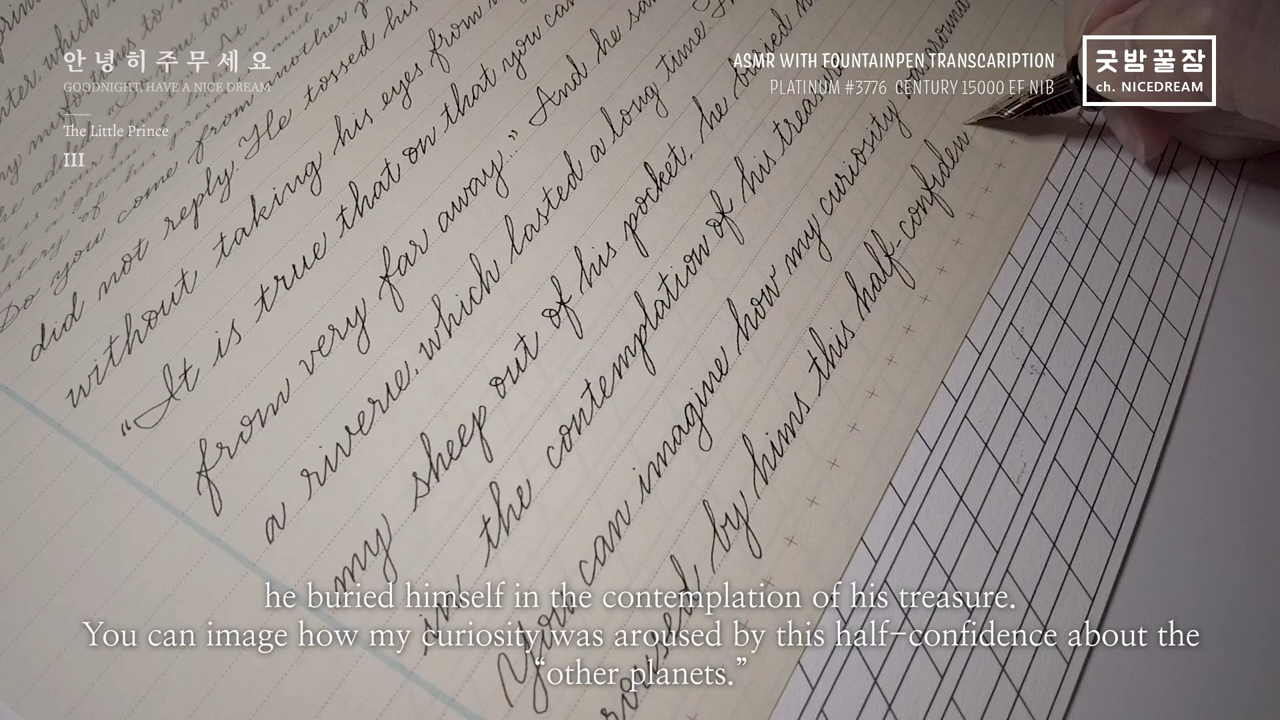 안녕히주무세요
GOODNIGHT, HAVE A NICE DREAM
The Little Prince
III
ASMR WITH FOUNTAINPEN TRANSCARIPTION
PLATINUM #3776 CENTURY 15000 EF NIB
굿밤꿀잠
ch. NICEDREAM
Do you come from another
did not reply. He tossed his
without taking his eyes from
"It is true that on that you can
from very far away." And he
a riverie, which lasted a long time.
my sheep out of his pocket, he buried
in the contemplation of his
You can imagine how my curiosity
by hims this half-confiden
he buried himself in the contemplation of his treasure.
You can image how my curiosity was aroused by this half-confidence about the
“other planets.”